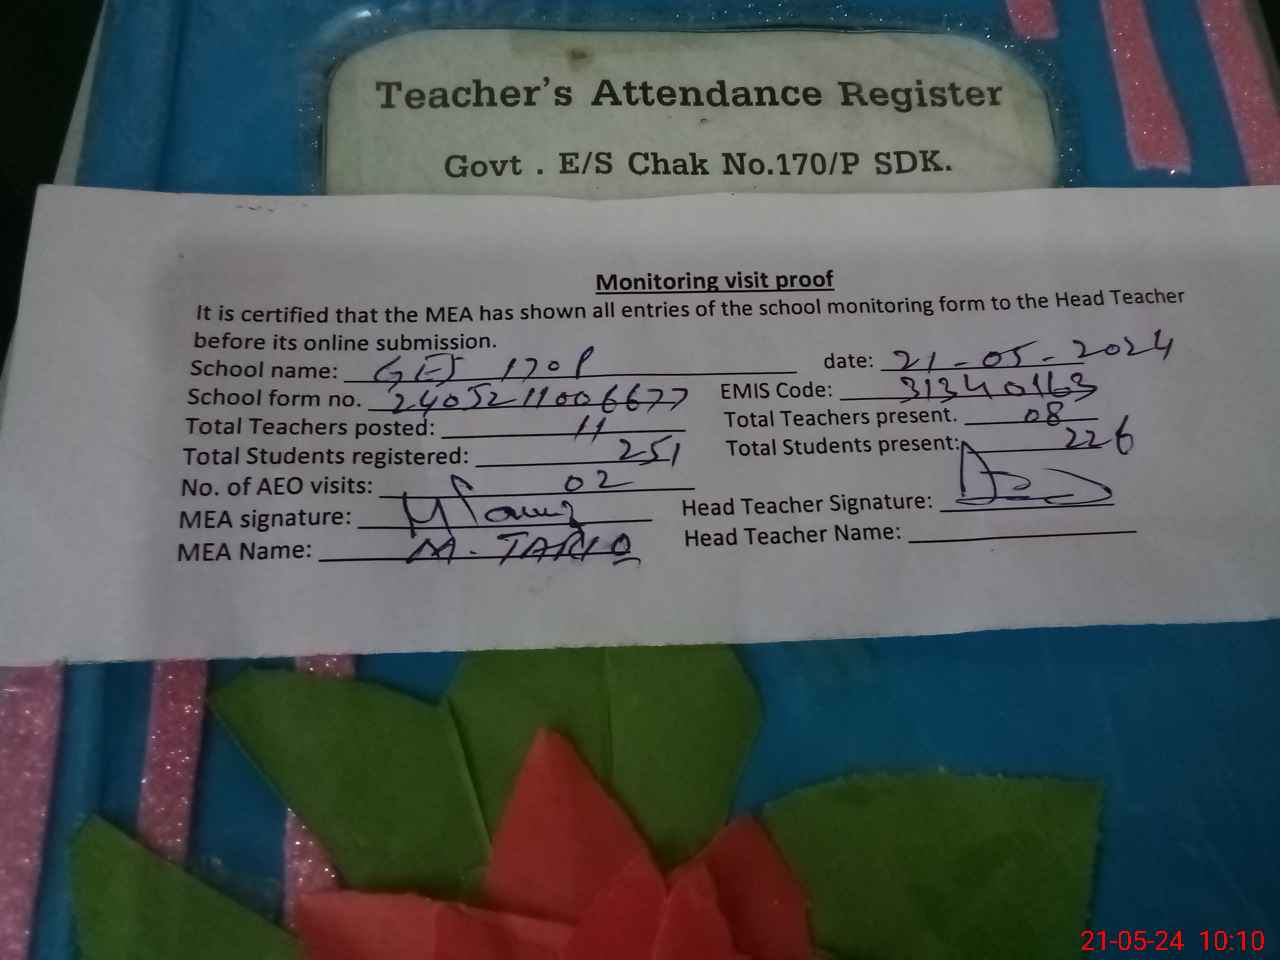 Teacher's Attendance Register
Govt . E/S Chak No.170/P SDK.
Monitoring visit proof
It is certified that the MEA has shown all entries of the school monitoring form to the Head Teacher
before its online submission.
School name: GES 170P date: 21-05-2024
School form no. 2405211006677 EMIS Code: 31340163
Total Teachers posted: 11 Total Teachers present. 08
Total Students registered: 251 Total Students present: 226
No. of AEO visits: 02
MEA signature: Head Teacher Signature:
MEA Name: M. TARIQ Head Teacher Name:
21-05-24 10:10